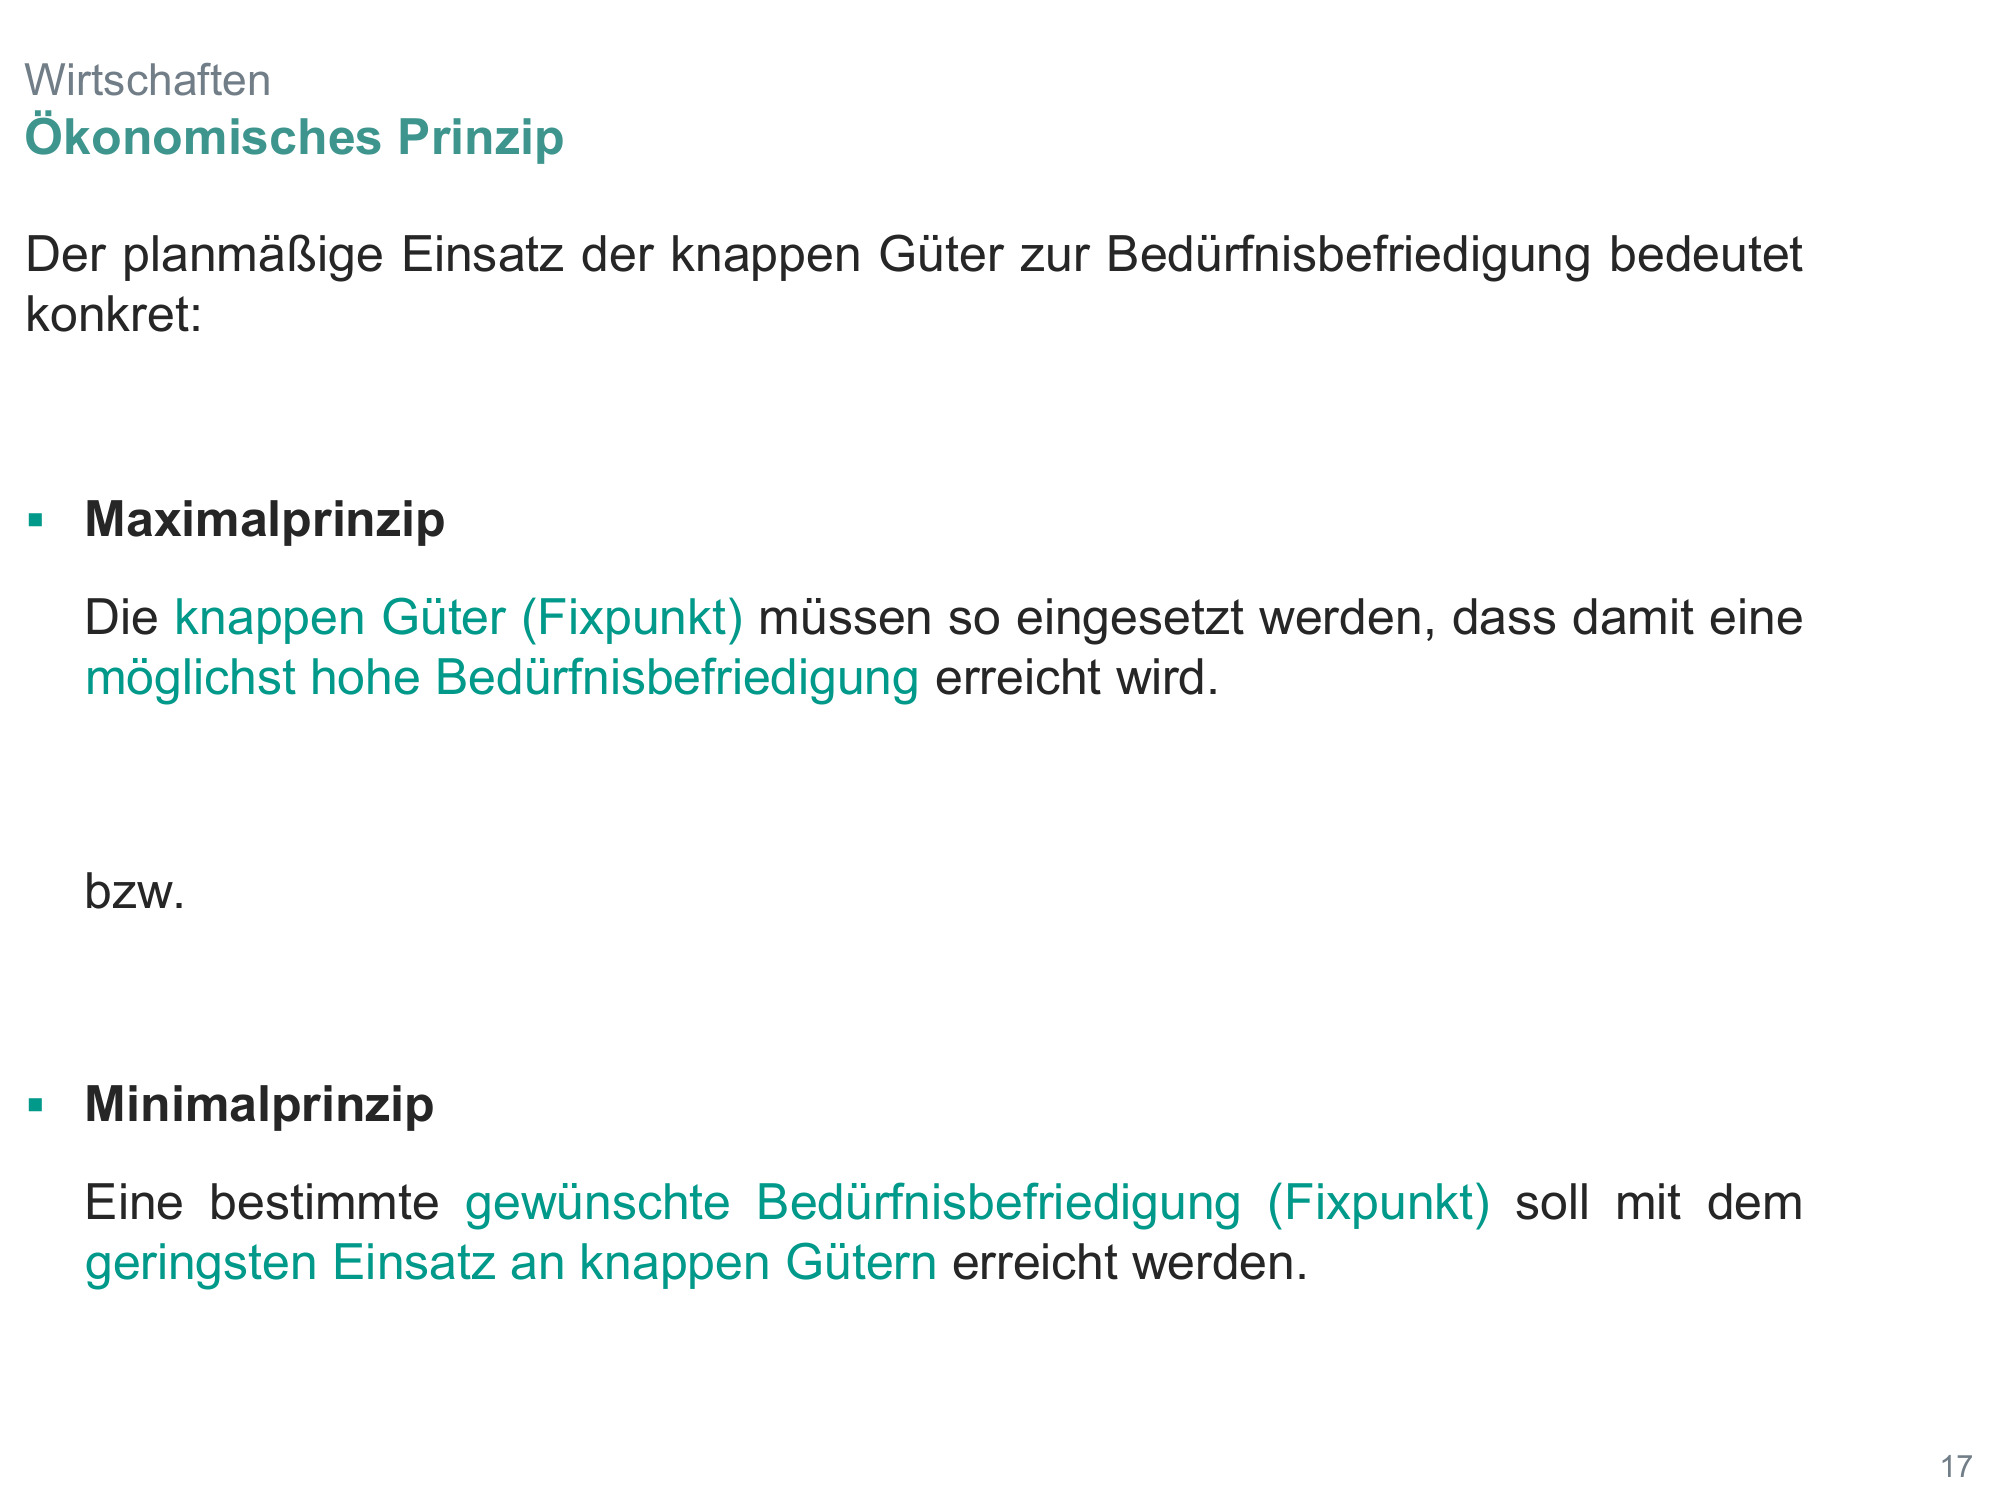 Wirtschaften
Ökonomisches Prinzip
Der planmäßige Einsatz der knappen Güter zur Bedürfnisbefriedigung bedeutet
konkret:
▪ Maximalprinzip
Die knappen Güter (Fixpunkt) müssen so eingesetzt werden, dass damit eine
möglichst hohe Bedürfnisbefriedigung erreicht wird.
bzw.
▪ Minimalprinzip
Eine bestimmte gewünschte Bedürfnisbefriedigung (Fixpunkt) soll mit dem
geringsten Einsatz an knappen Gütern erreicht werden.
17